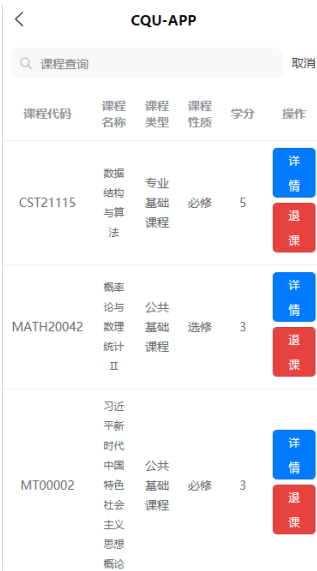 CQU-APP
课程查询 取消
课程代码 课程名称 课程类型 课程性质 学分 操作
CST21115 数据结构与算法 专业基础课程 必修 5 详情 退课
MATH20042 概率论与数理统计Ⅱ 公共基础课程 选修 3 详情 退课
MT00002 习近平新时代中国特色社会主义思想概论 公共基础课程 必修 3 详情 退课